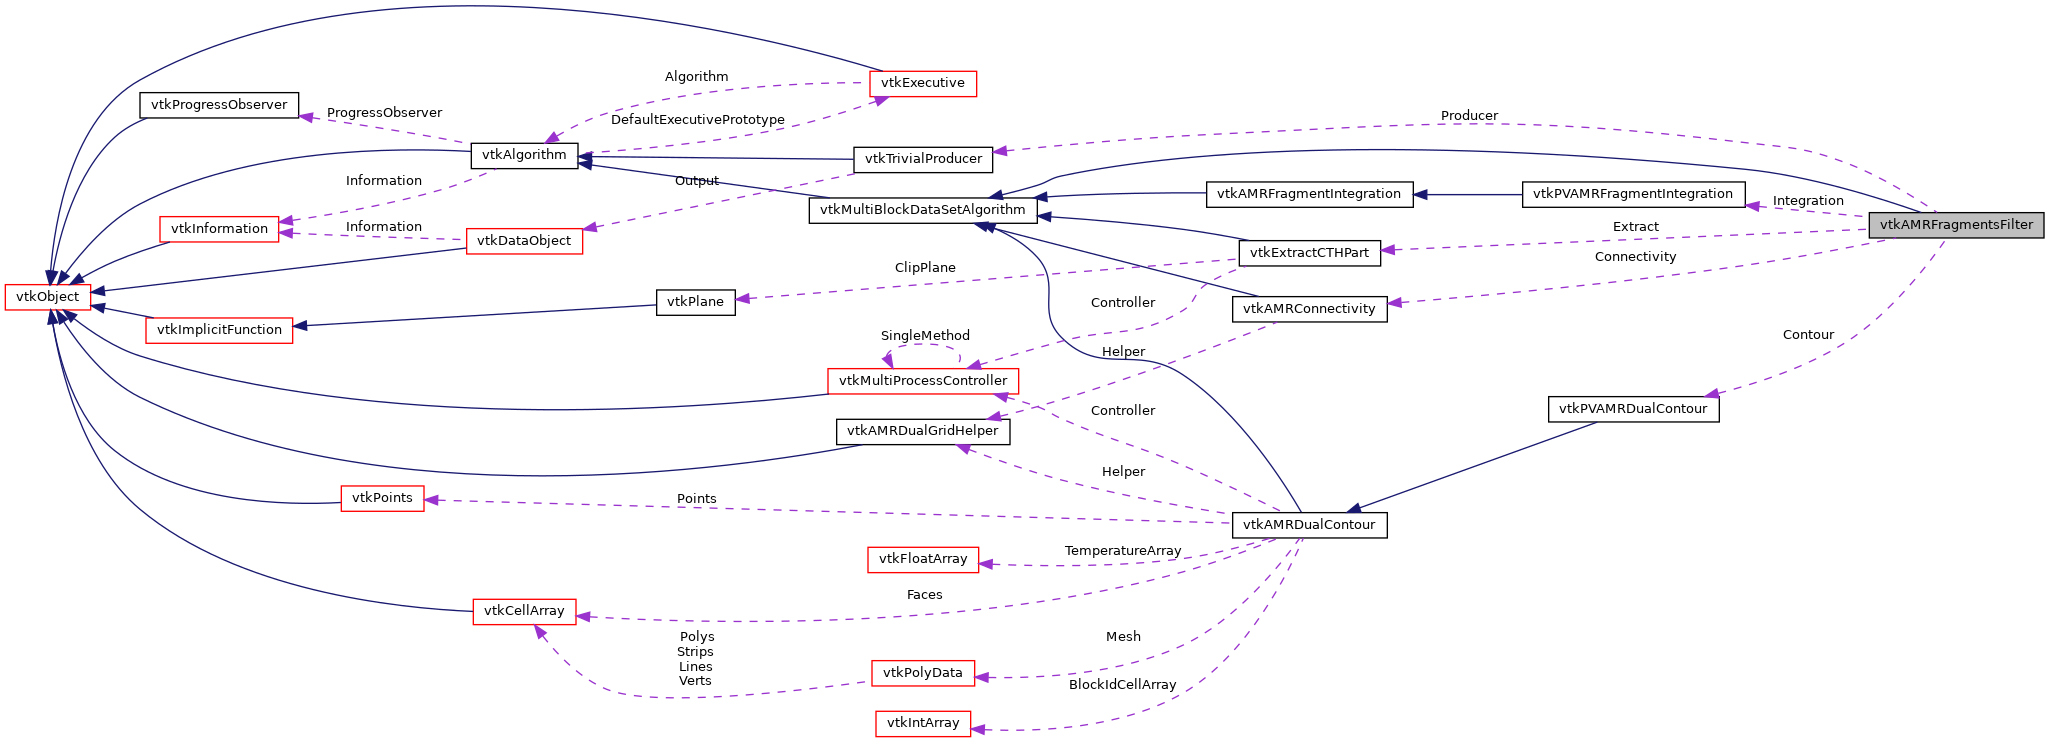 vtkExecutive
Algorithm
vtkProgressObserver
ProgressObserver
DefaultExecutivePrototype
Producer
vtkAlgorithm
vtkTrivialProducer
Information
Output
vtkAMRFragmentIntegration
vtkPVAMRFragmentIntegration
Integration
vtkMultiBlockDataSetAlgorithm
vtkAMRFragmentsFilter
vtkInformation
Information
vtkDataObject
Extract
vtkExtractCTHPart
Connectivity
ClipPlane
vtkObject
vtkPlane
Controller
vtkAMRConnectivity
vtkImplicitFunction
SingleMethod
Contour
Helper
vtkMultiProcessController
Controller
vtkPVAMRDualContour
vtkAMRDualGridHelper
Helper
vtkPoints
Points
vtkAMRDualContour
TemperatureArray
vtkFloatArray
Faces
vtkCellArray
Polys
Strips
Lines
Verts
Mesh
vtkPolyData
BlockIdCellArray
vtkIntArray